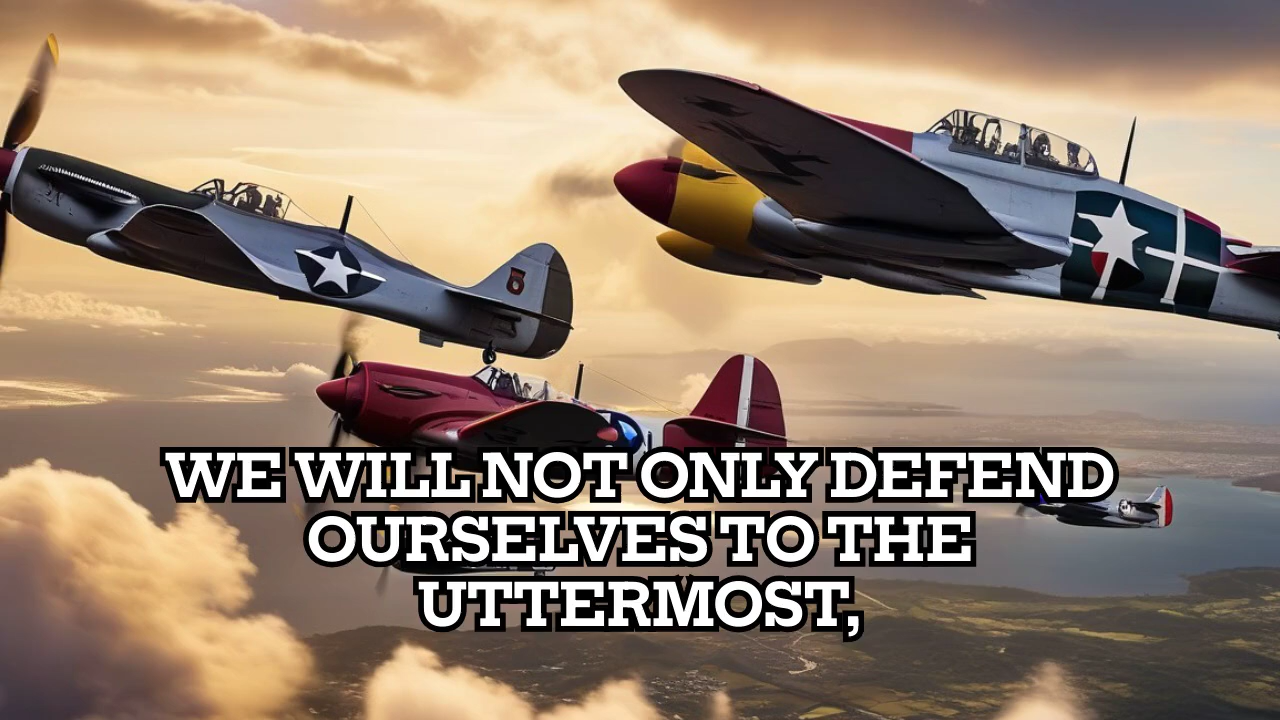 WE WILL NOT ONLY DEFEND
OURSELVES TO THE
UTTERMOST,